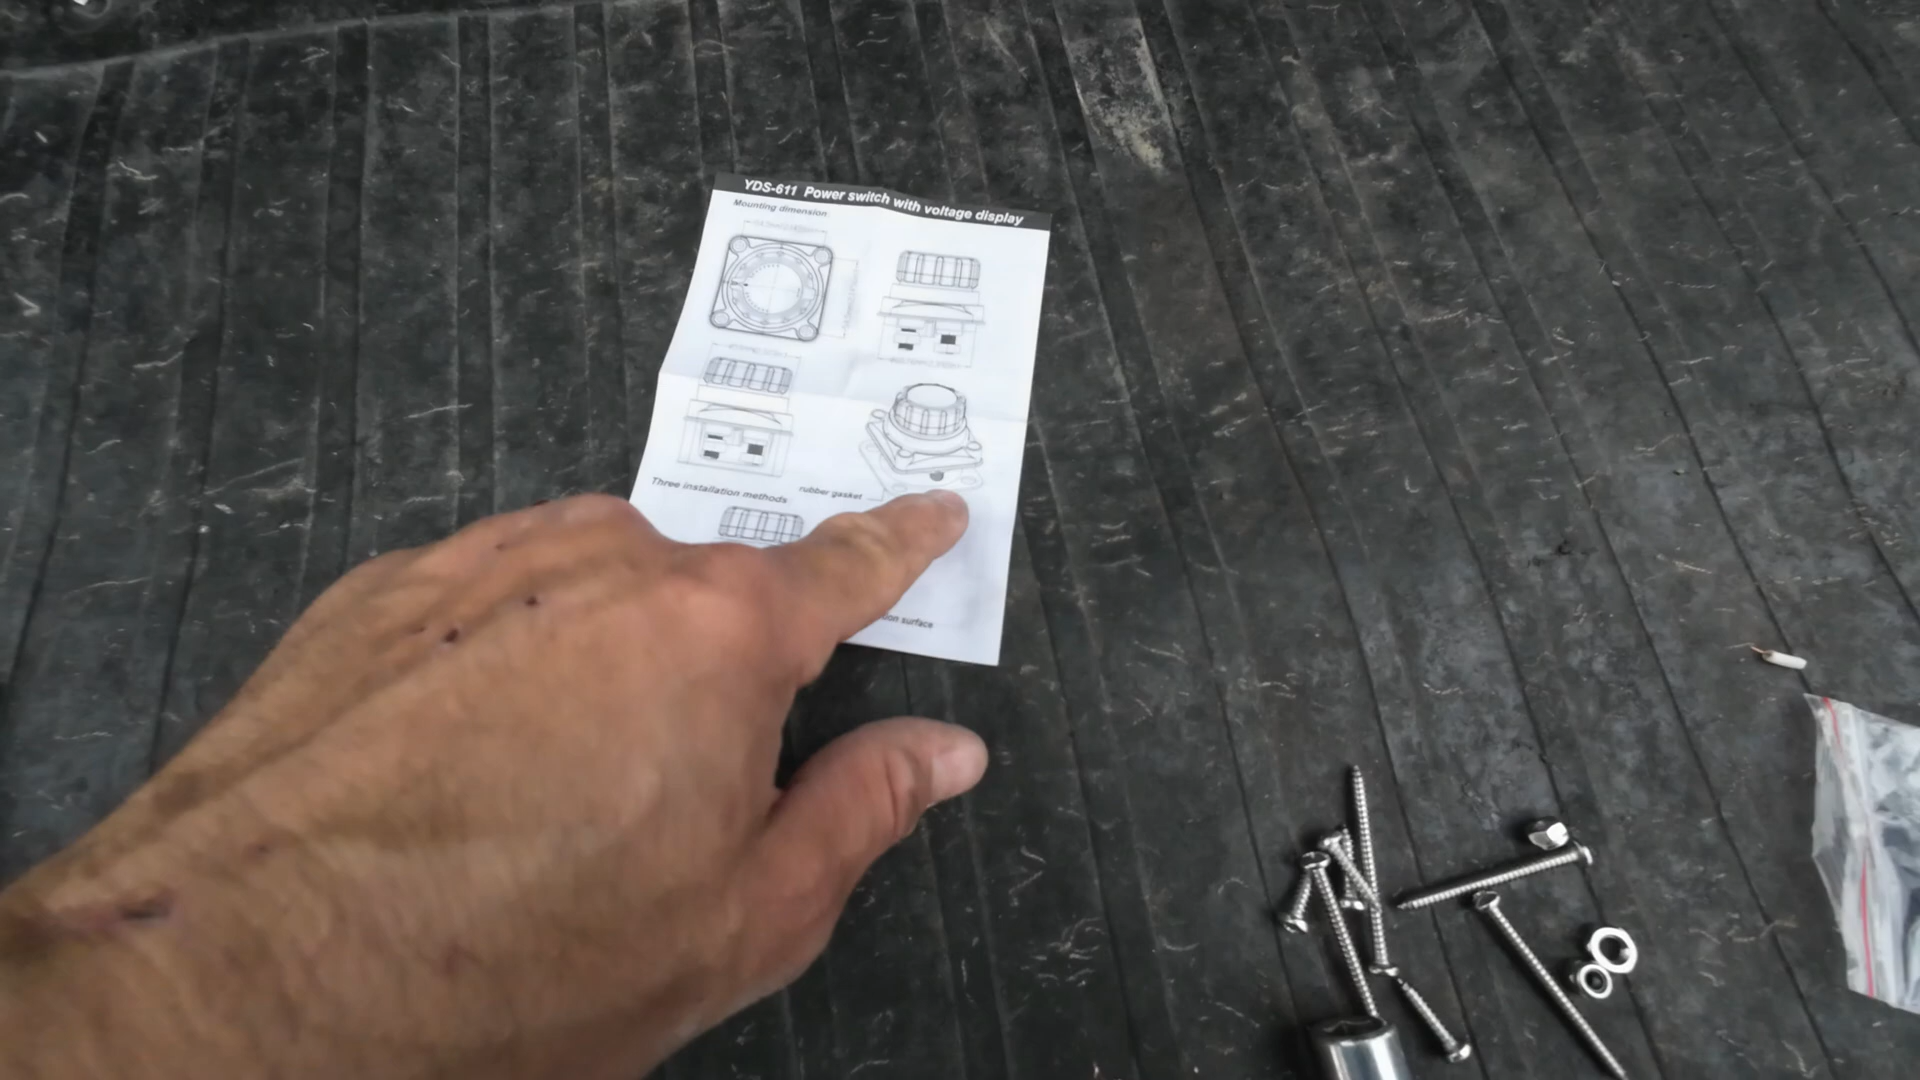 YDS-611 Power switch with voltage display
Mounting dimension
Three installation methods
rubber gasket
surface